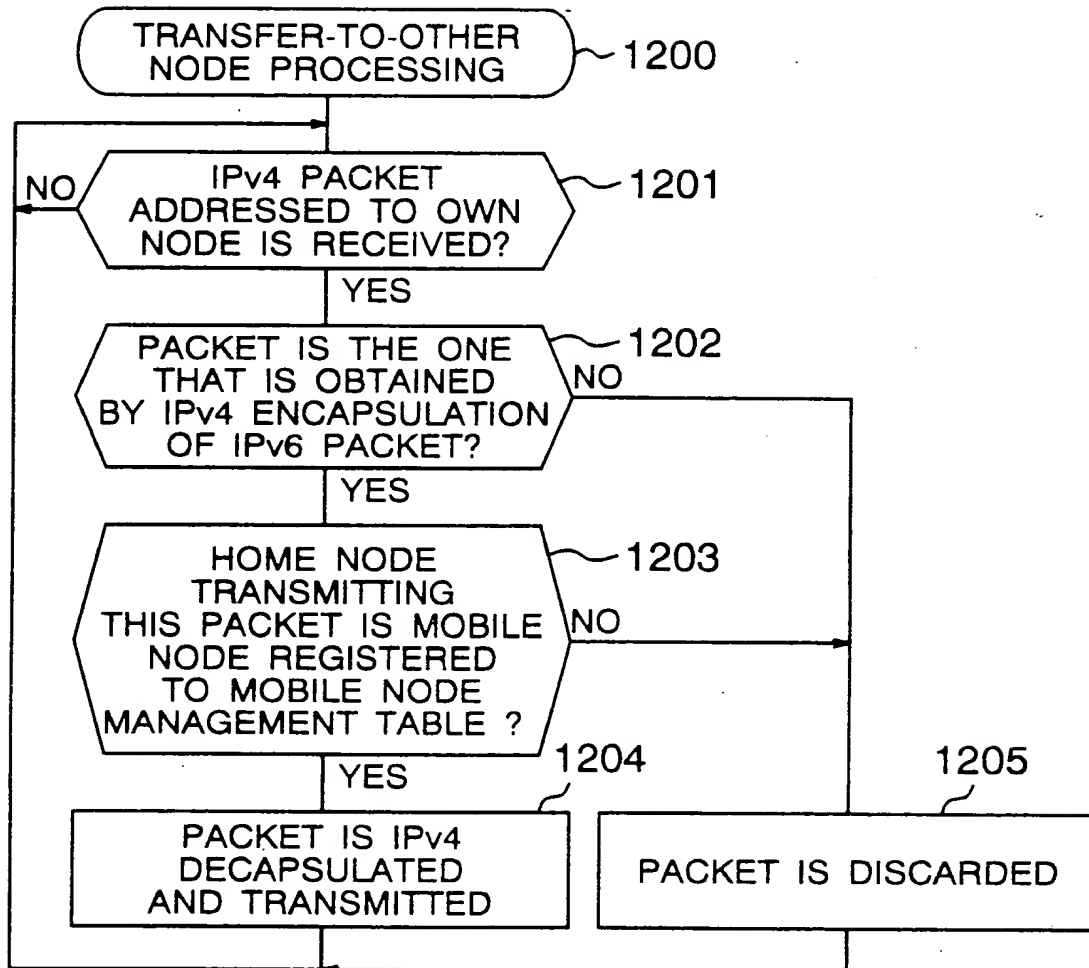 TRANSFER-TO-OTHER
NODE PROCESSING
1200
NO
IPv4 PACKET
ADDRESSED TO OWN
NODE IS RECEIVED?
1201
YES
PACKET IS THE ONE
THAT IS OBTAINED
BY IPv4 ENCAPSULATION
OF IPv6 PACKET?
1202
NO
YES
HOME NODE
TRANSMITTING
THIS PACKET IS MOBILE
NODE REGISTERED
TO MOBILE NODE
MANAGEMENT TABLE ?
1203
NO
YES
1204
PACKET IS IPv4
DECAPSULATED
AND TRANSMITTED
1205
PACKET IS DISCARDED